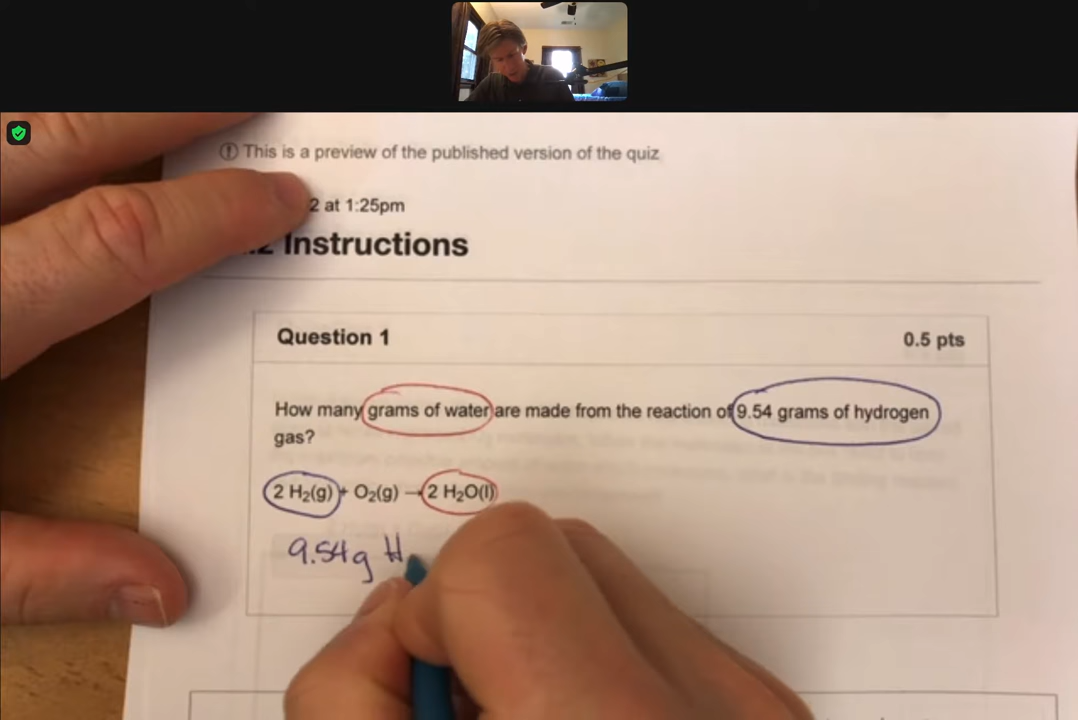 This is a preview of the published version of the quiz
2 at 1:25pm
Instructions
Question 1 0.5 pts
How many grams of water are made from the reaction of 9.54 grams of hydrogen
gas?
2 H₂(g) + O₂(g) → 2 H₂O(l)
9.54g H